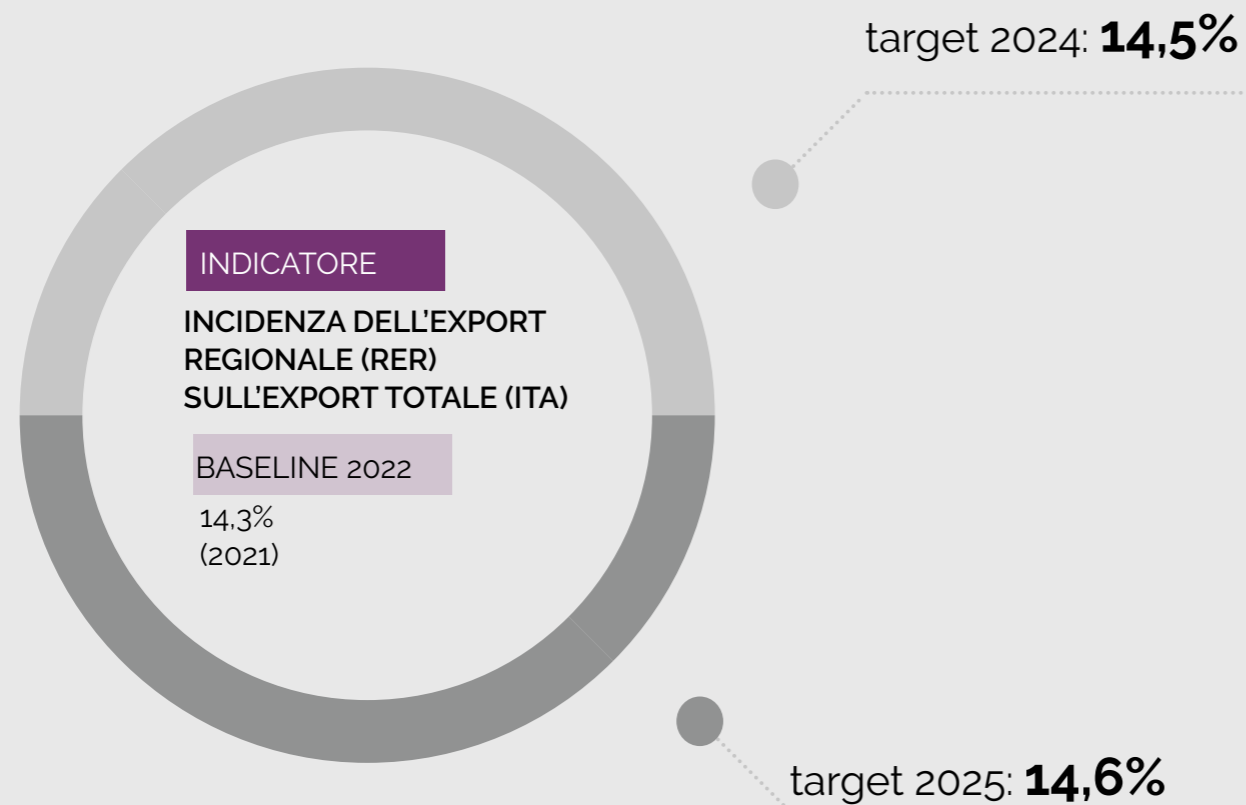 target 2024: 14,5%
INDICATORE
INCIDENZA DELL'EXPORT
REGIONALE (RER)
SULL'EXPORT TOTALE (ITA)
BASELINE 2022
14,3%
(2021)
target 2025: 14,6%